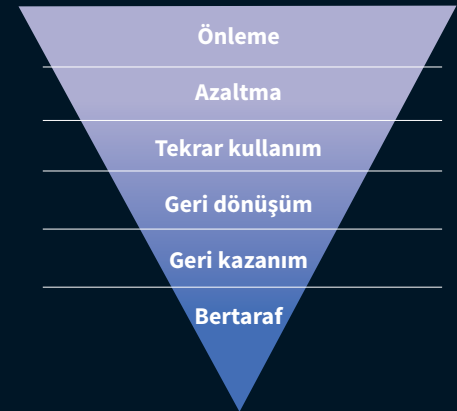 Önleme
Azaltma
Tekrar kullanım
Geri dönüşüm
Geri kazanım
Bertaraf